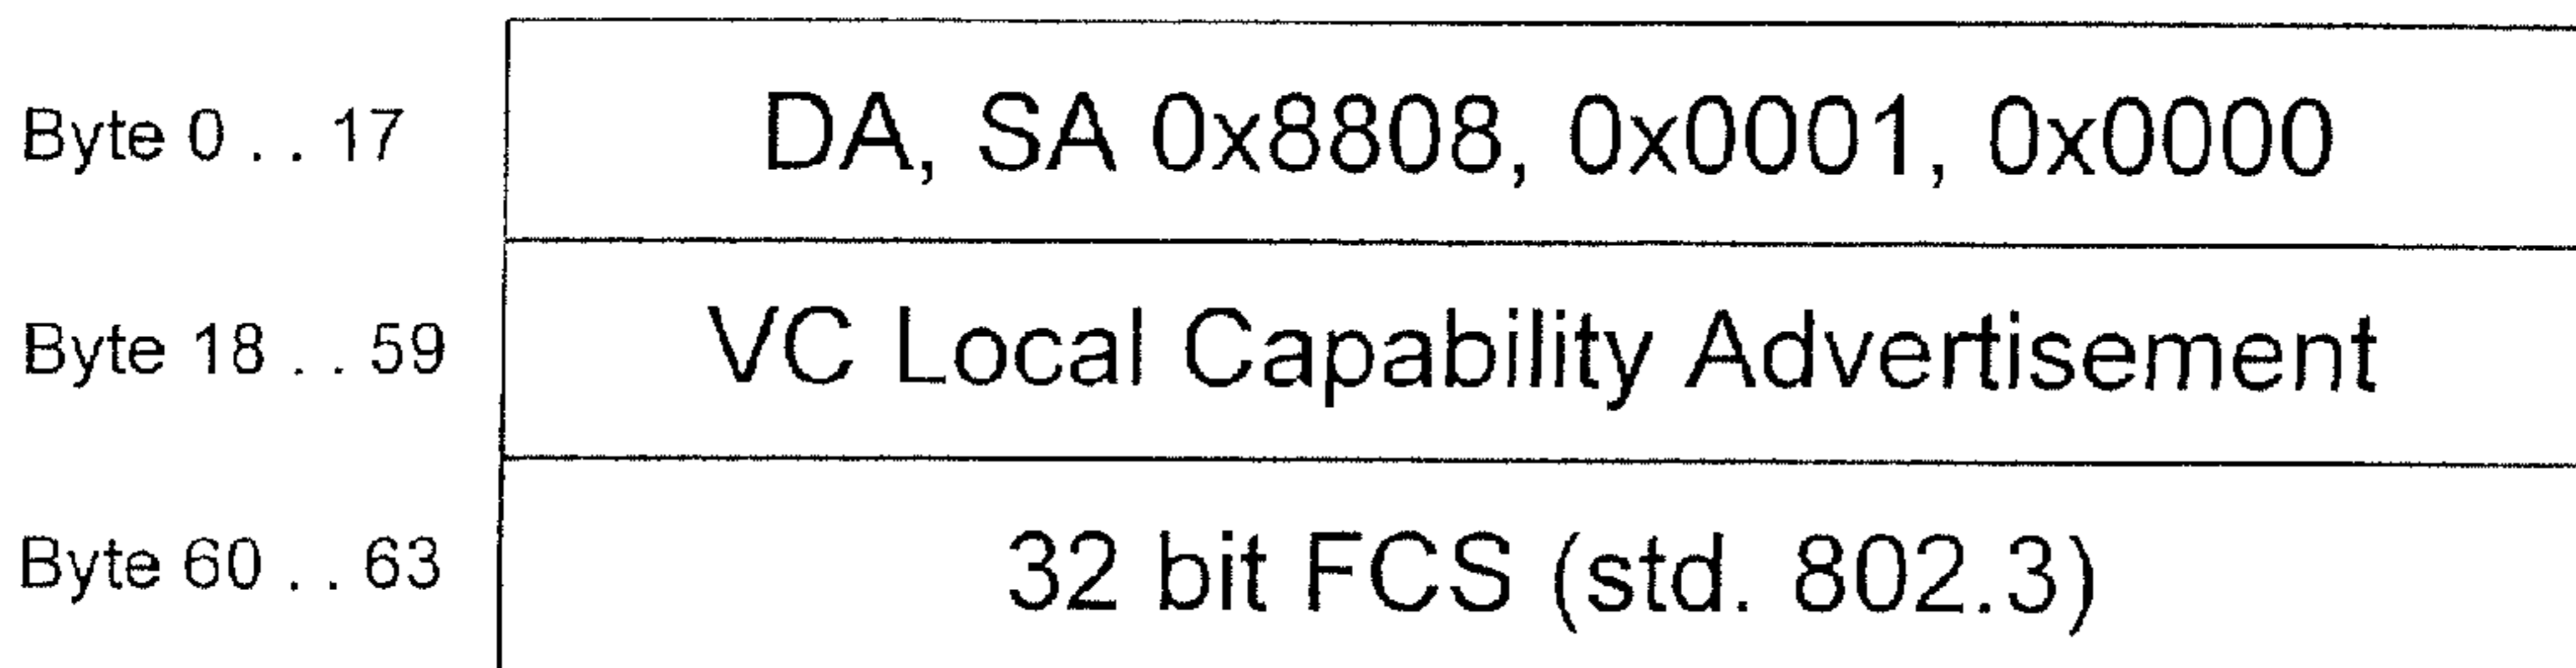 Byte 0 . . 17 DA, SA 0x8808, 0x0001, 0x0000
Byte 18 . . 59 VC Local Capability Advertisement
Byte 60 . . 63 32 bit FCS (std. 802.3)